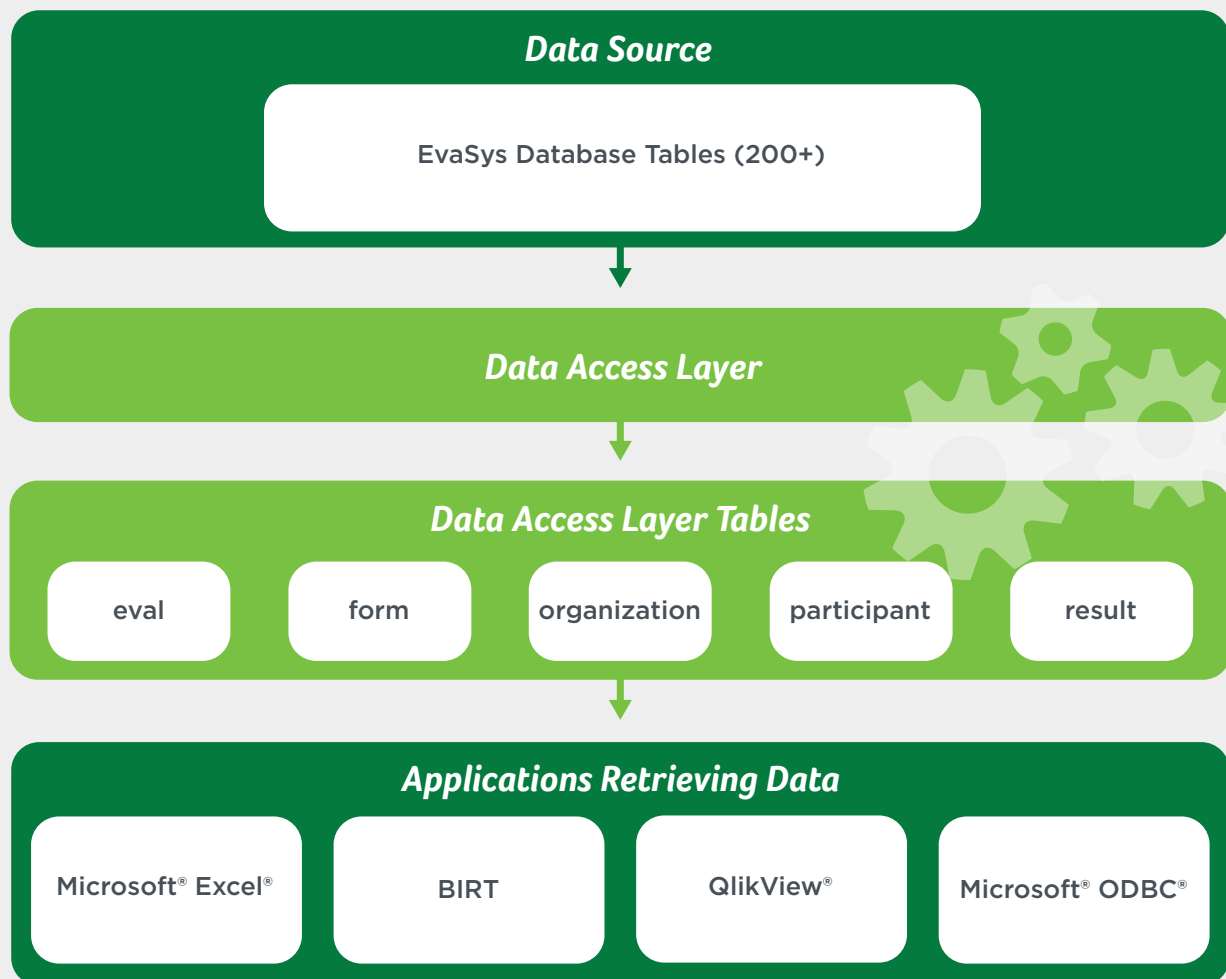 Data Source
EvaSys Database Tables (200+)
Data Access Layer
Data Access Layer Tables
eval
form
organization
participant
result
Applications Retrieving Data
Microsoft® Excel®
BIRT
QlikView®
Microsoft® ODBC®